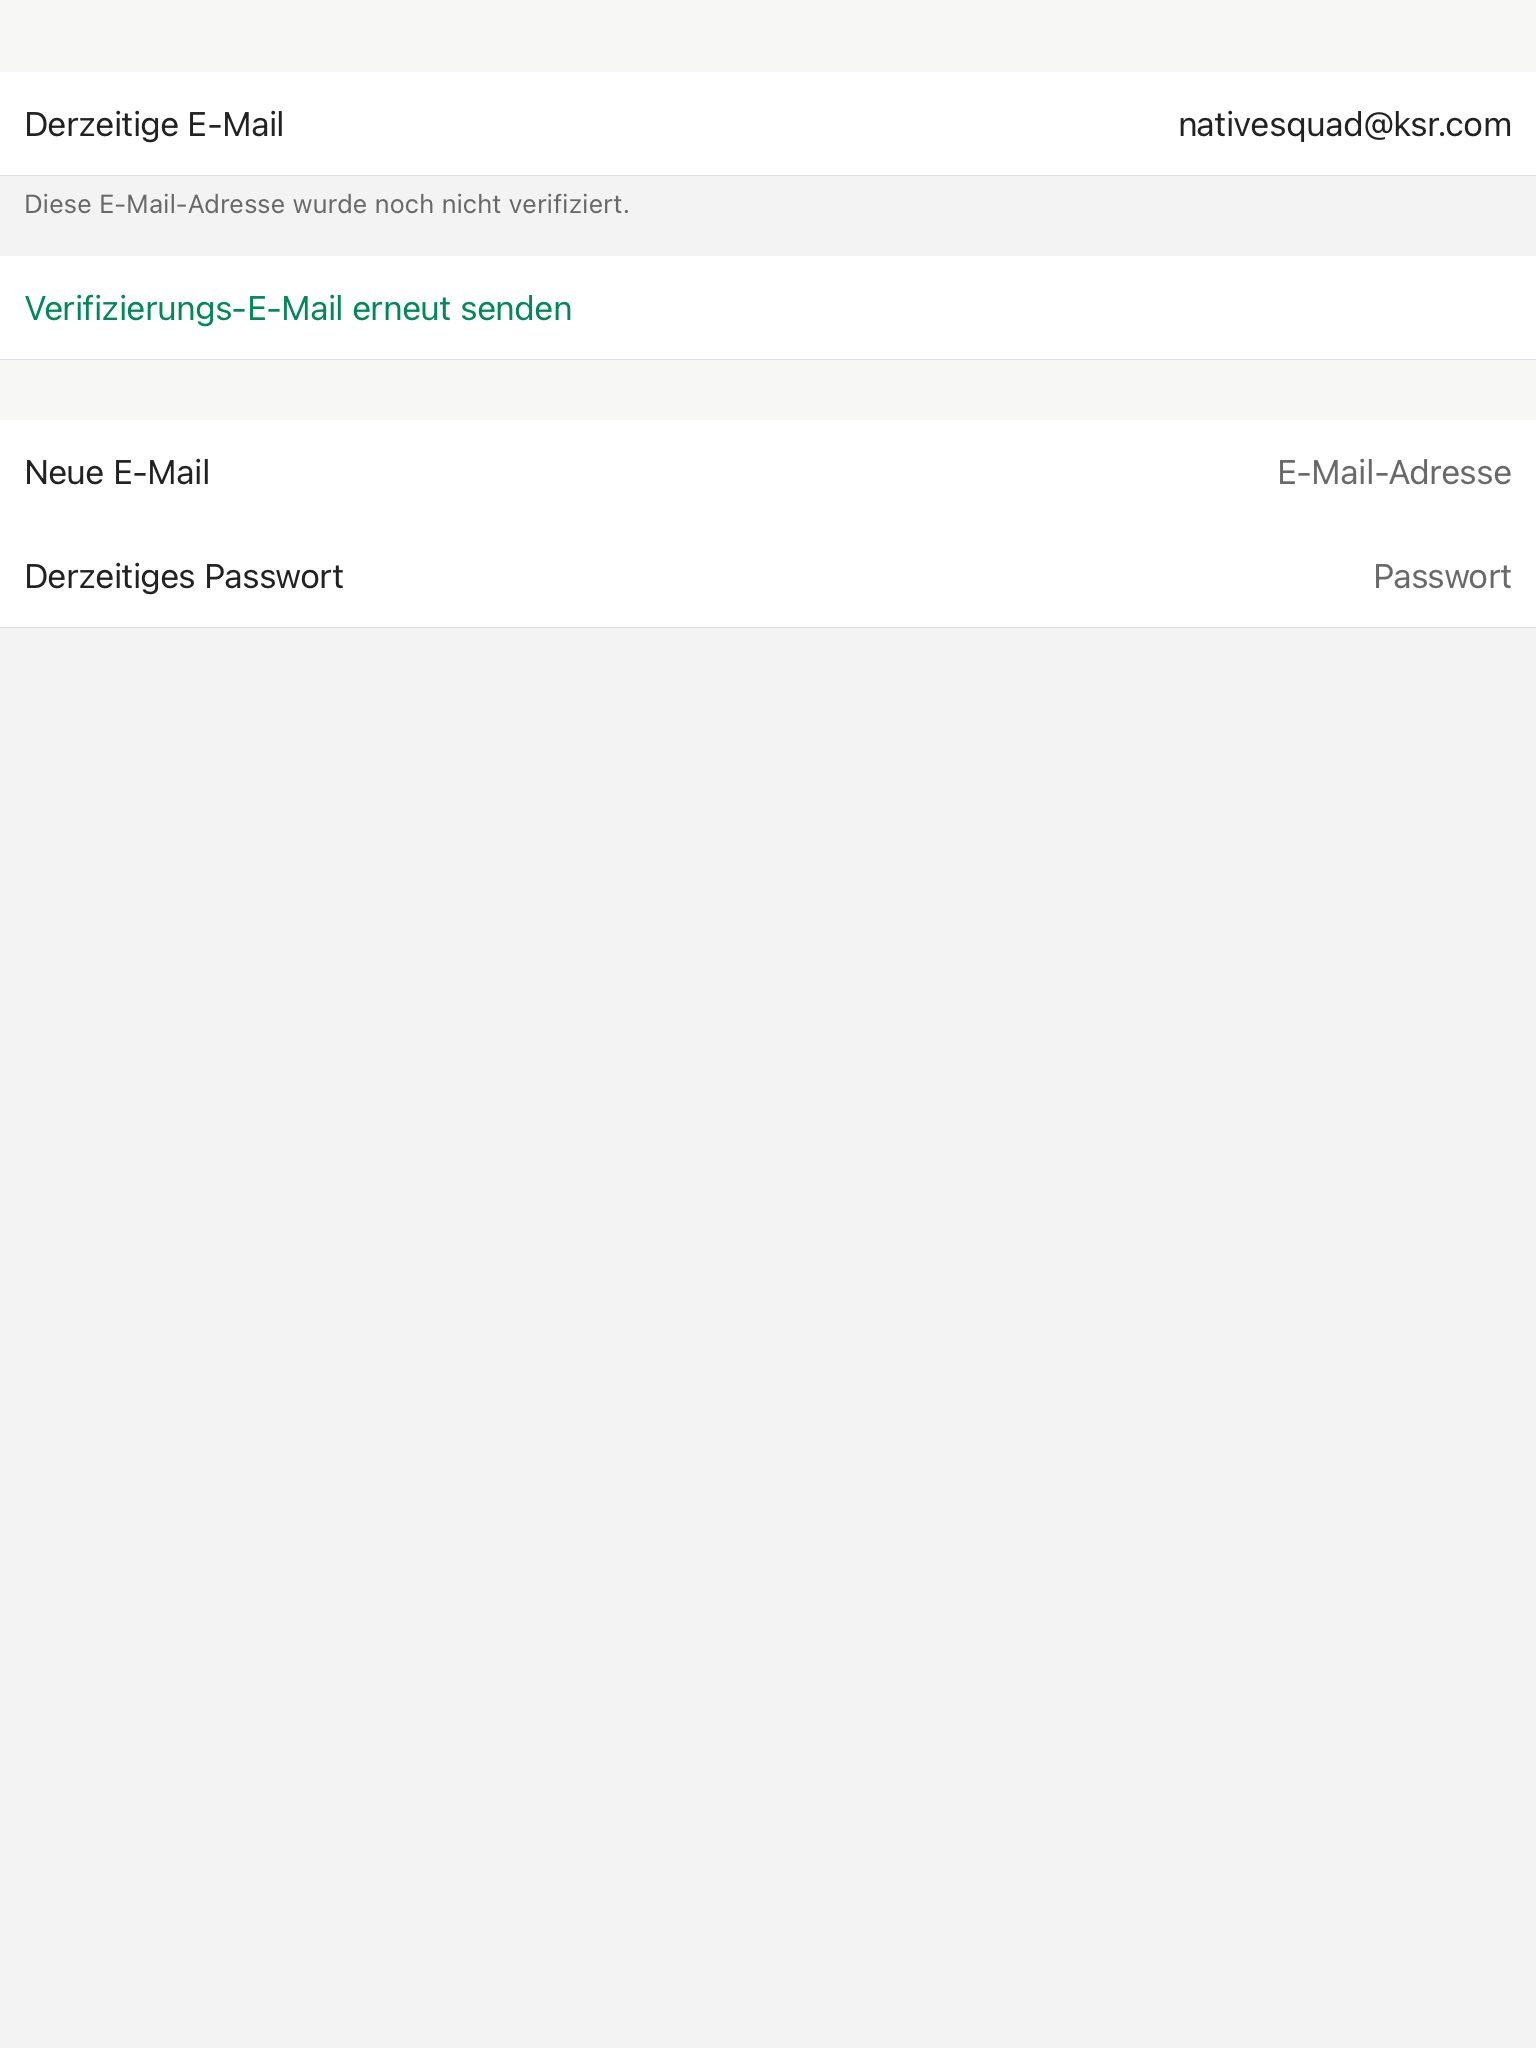 Derzeitige E-Mail nativesquad@ksr.com
Diese E-Mail-Adresse wurde noch nicht verifiziert.
Verifizierungs-E-Mail erneut senden
Neue E-Mail E-Mail-Adresse
Derzeitiges Passwort Passwort